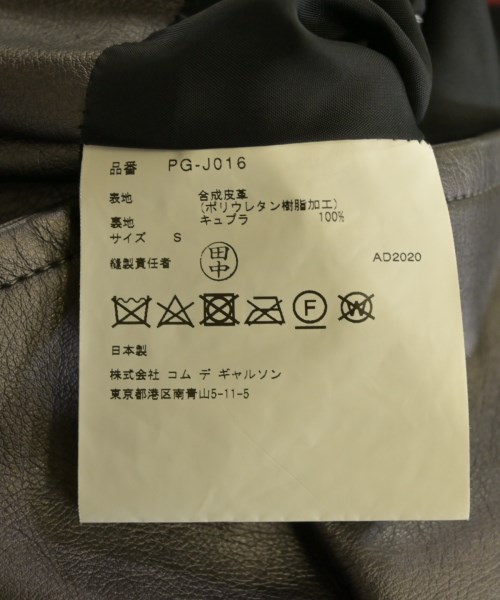 品番 PG-J016
表地 合成皮革
(ポリウレタン樹脂加工)
裏地 キュプラ 100%
サイズ S
縫製責任者 田中 AD2020
F W
日本製
株式会社 コム デ ギャルソン
東京都港区南青山5-11-5